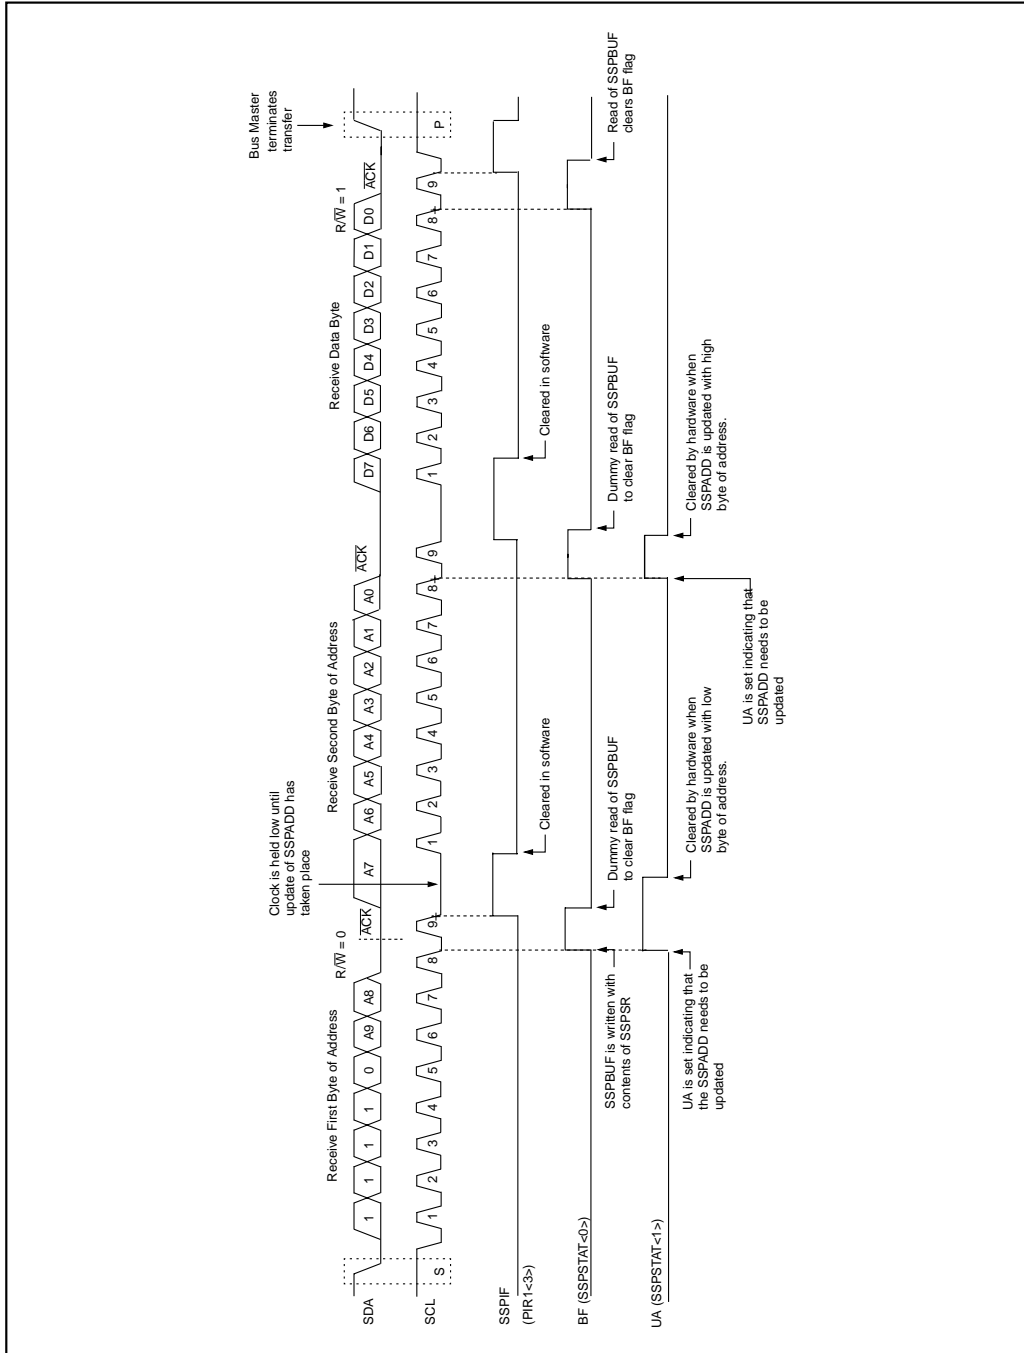 Receive First Byte of Address
R/W = 0
Receive Second Byte of Address
Receive Data Byte
R/W = 1
Bus Master
terminates
transfer
Clock is held low until
update of SSPADD has
taken place
SDA
1 1 1 1 0 A9 A8 ACK A7 A6 A5 A4 A3 A2 A1 A0 ACK D7 D6 D5 D4 D3 D2 D1 D0 ACK
SCL
S 1 2 3 4 5 6 7 8 9 1 2 3 4 5 6 7 8 9 1 2 3 4 5 6 7 8 9 P
SSPIF
(PIR1<3>)
Cleared in software
Cleared in software
BF (SSPSTAT<0>)
SSPBUF is written with
contents of SSPSR
Dummy read of SSPBUF
to clear BF flag
Dummy read of SSPBUF
to clear BF flag
Read of SSPBUF
clears BF flag
UA (SSPSTAT<1>)
UA is set indicating that
the SSPADD needs to be
updated
Cleared by hardware when
SSPADD is updated with low
byte of address.
UA is set indicating that
SSPADD needs to be
updated
Cleared by hardware when
SSPADD is updated with high
byte of address.